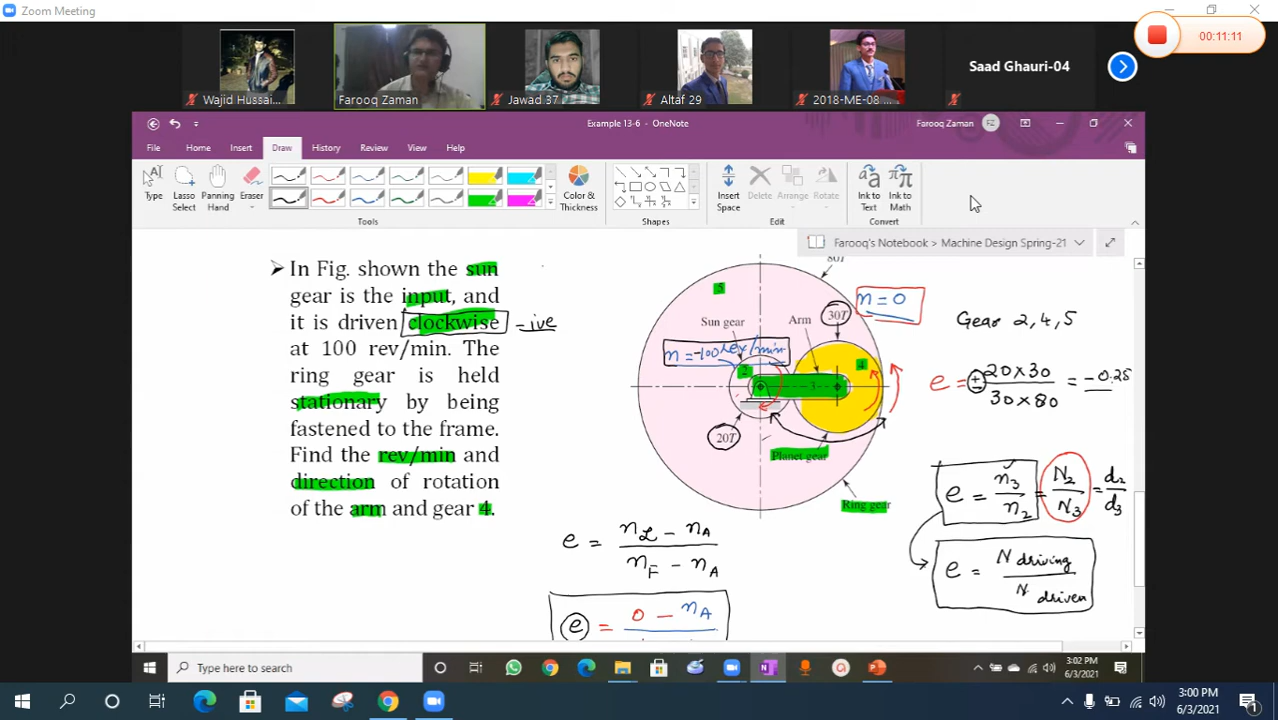 Zoom Meeting
00:11:11
Wajid Hussai...
Farooq Zaman
Jawad 37
Altaf 29
2018-ME-08
Saad Ghauri-04
Example 13-6 - OneNote
Farooq Zaman
FZ
File Home Insert Draw History Review View Help
Type
Lasso Select
Panning Hand
Eraser
Color & Thickness
Insert Space
Delete
Arrange
Rotate
Ink to Text
Ink to Math
Tools
Shapes
Edit
Convert
Farooq's Notebook > Machine Design Spring-21
In Fig. shown the sun
gear is the input, and
it is driven clockwise -ive
at 100 rev/min. The
ring gear is held
stationary by being
fastened to the frame.
Find the rev/min and
direction of rotation
of the arm and gear 4.
80T
5
n = 0
30T
Sun gear
Arm
n = -100 rev/min
2
3
4
20T
Planet gear
Ring gear
Gear 2, 4, 5
e = ± 20×30 / 30×80 = -0.25
e = n3 / n2 = N2 / N3 = d2 / d3
e = N driving / N driven
e = nL - nA / nF - nA
e = 0 - nA
Type here to search
3:02 PM
6/3/2021
3:00 PM
6/3/2021
1